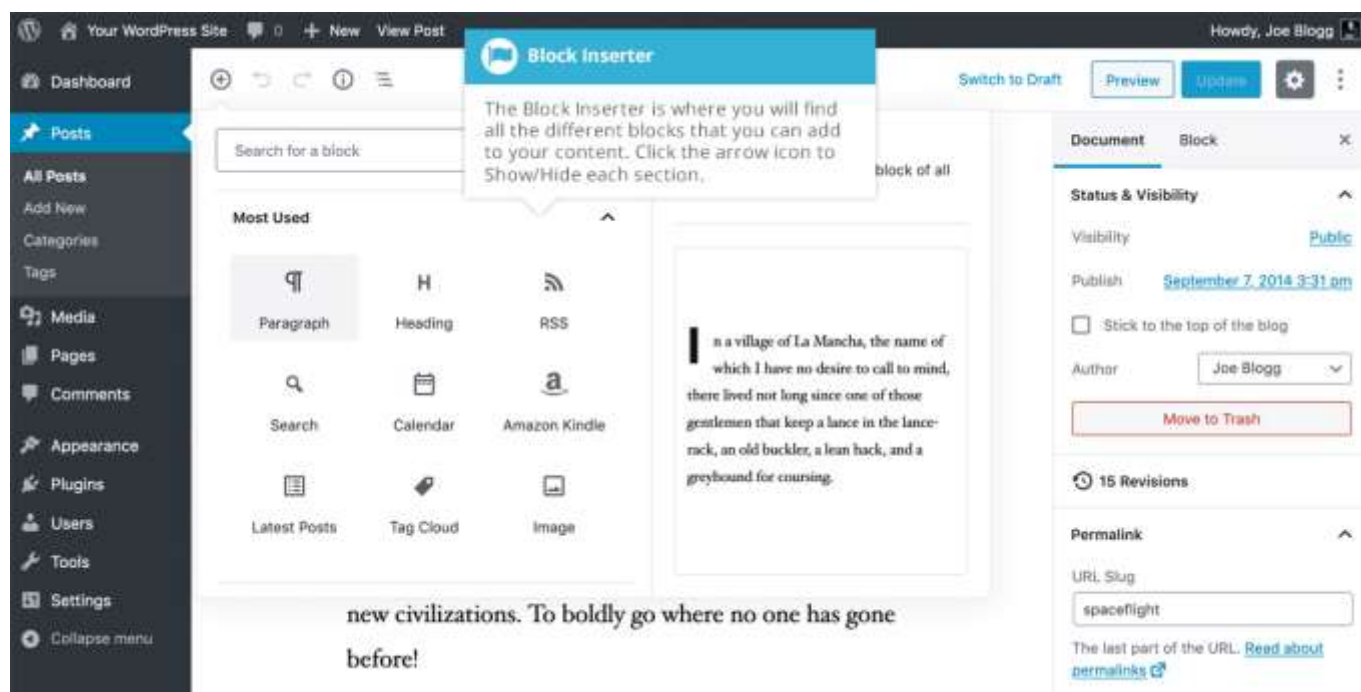 Your WordPress Site 0 + New View Post Howdy, Joe Blogg
Dashboard
Posts
All Posts
Add New
Categories
Tags
Media
Pages
Comments
Appearance
Plugins
Users
Tools
Settings
Collapse menu
Switch to Draft Preview Update
Block Inserter
The Block Inserter is where you will find
all the different blocks that you can add
to your content. Click the arrow icon to
Show/Hide each section.
Search for a block
block of all
Most Used
Paragraph Heading RSS
Search Calendar Amazon Kindle
Latest Posts Tag Cloud Image
In a village of La Mancha, the name of
which I have no desire to call to mind,
there lived not long since one of those
gentlemen that keep a lance in the lance-
rack, an old buckler, a lean hack, and a
greyhound for coursing.
new civilizations. To boldly go where no one has gone
before!
Document Block
Status & Visibility
Visibility Public
Publish September 7, 2014 3:31 pm
Stick to the top of the blog
Author Joe Blogg
Move to Trash
15 Revisions
Permalink
URL Slug
spaceflight
The last part of the URL. Read about
permalinks